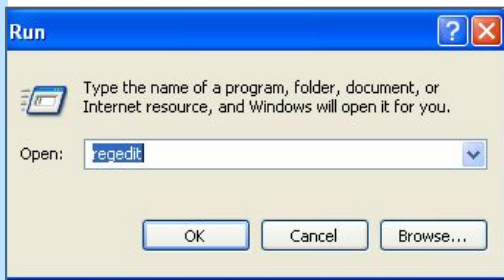 Run
Type the name of a program, folder, document, or
Internet resource, and Windows will open it for you.
Open: regedit
OK Cancel Browse...